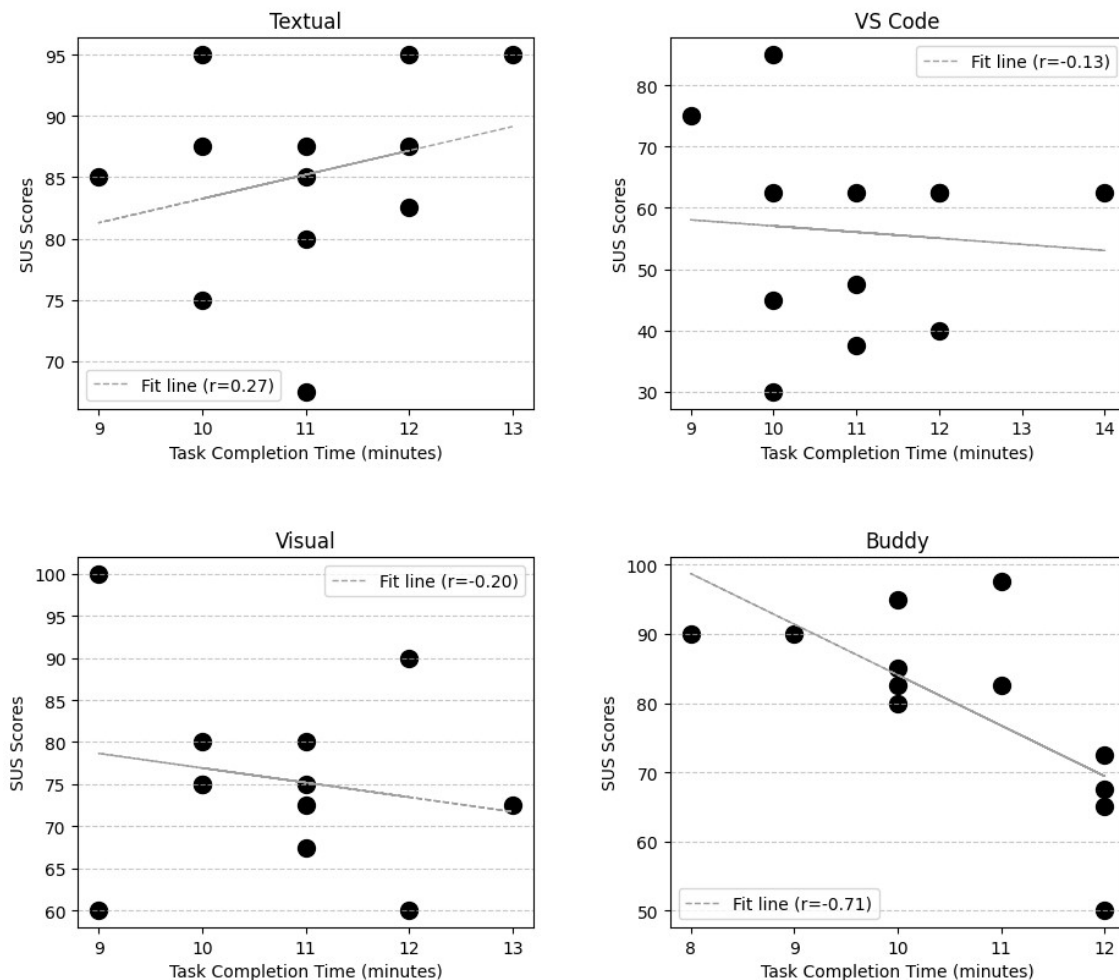 Textual
95
90
85
80
75
70
SUS Scores
Fit line (r=0.27)
9 10 11 12 13
Task Completion Time (minutes)
VS Code
80
70
60
50
40
30
SUS Scores
Fit line (r=-0.13)
9 10 11 12 13 14
Task Completion Time (minutes)
Visual
100
95
90
85
80
75
70
65
60
SUS Scores
Fit line (r=-0.20)
9 10 11 12 13
Task Completion Time (minutes)
Buddy
100
90
80
70
60
50
SUS Scores
Fit line (r=-0.71)
8 9 10 11 12
Task Completion Time (minutes)